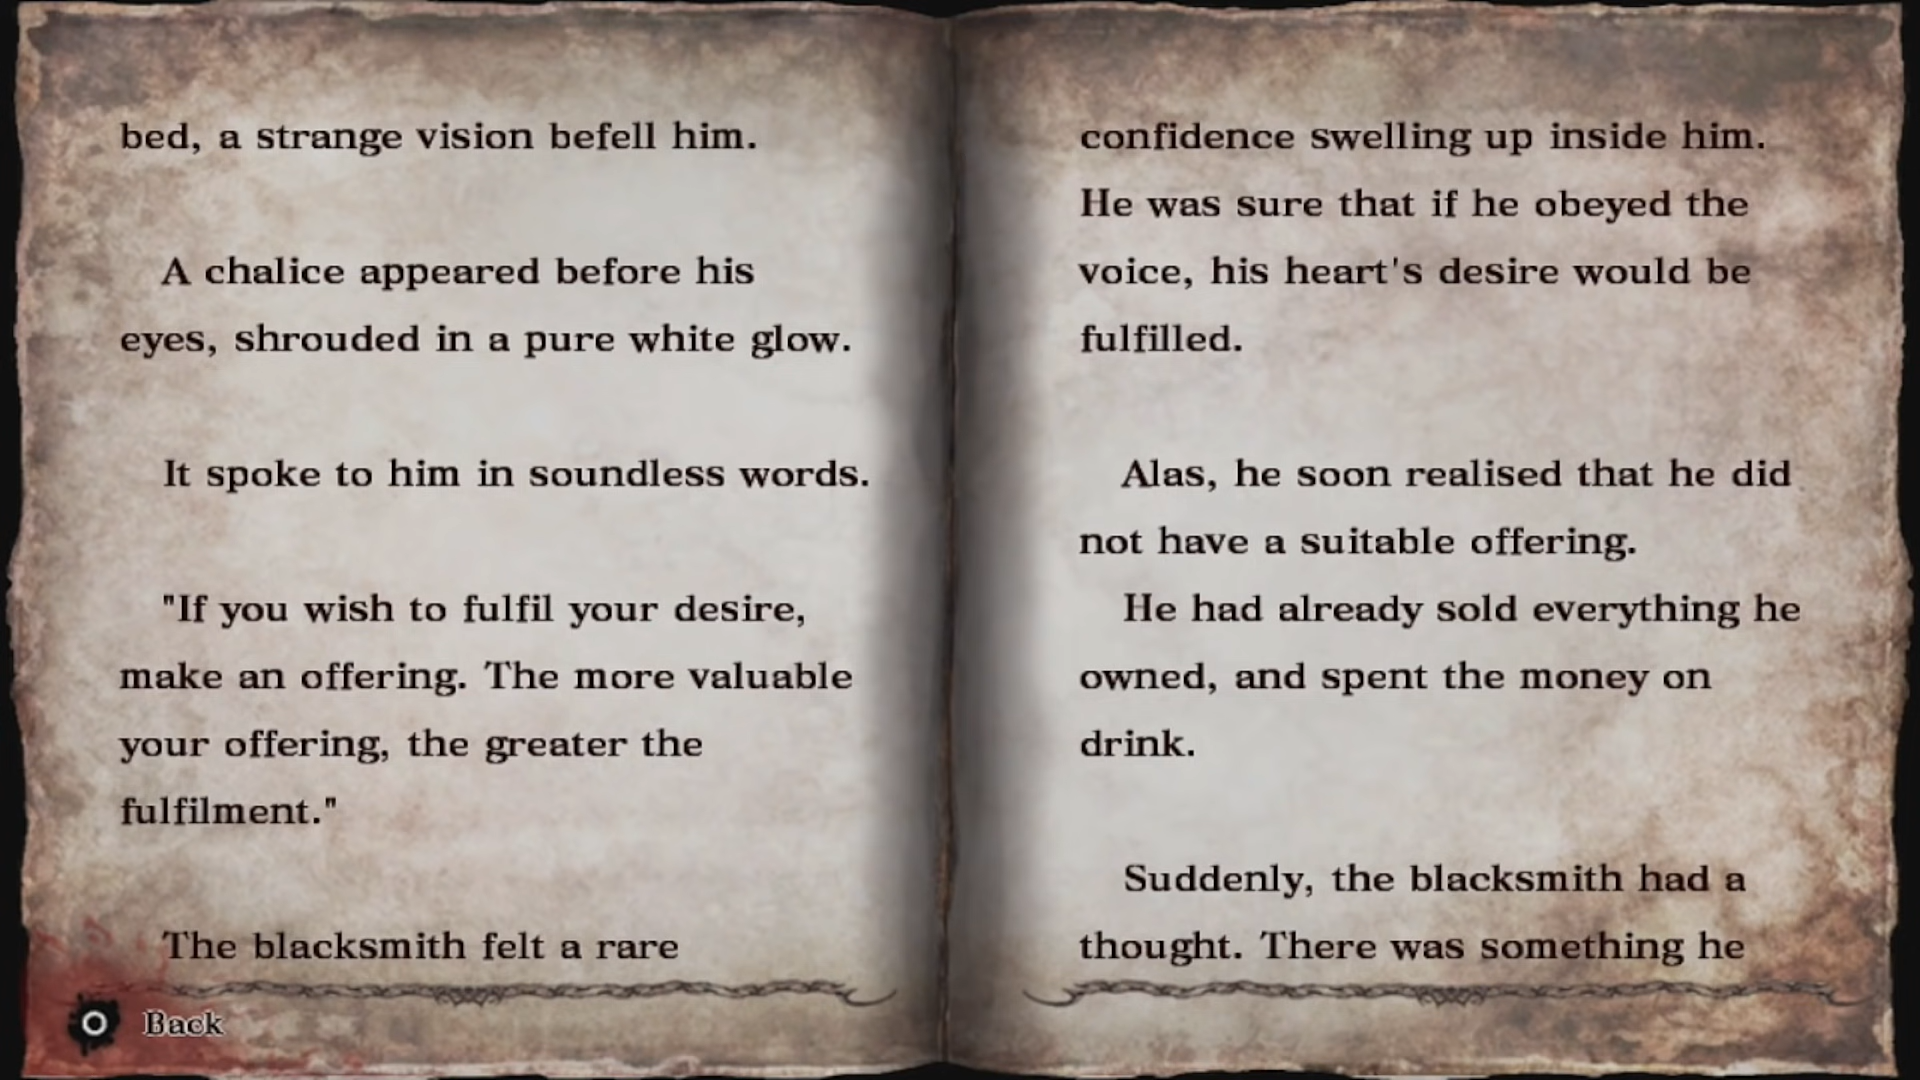 bed, a strange vision befell him.
A chalice appeared before his
eyes, shrouded in a pure white glow.
It spoke to him in soundless words.
"If you wish to fulfil your desire,
make an offering. The more valuable
your offering, the greater the
fulfilment."
The blacksmith felt a rare
confidence swelling up inside him.
He was sure that if he obeyed the
voice, his heart's desire would be
fulfilled.
Alas, he soon realised that he did
not have a suitable offering.
He had already sold everything he
owned, and spent the money on
drink.
Suddenly, the blacksmith had a
thought. There was something he
Back